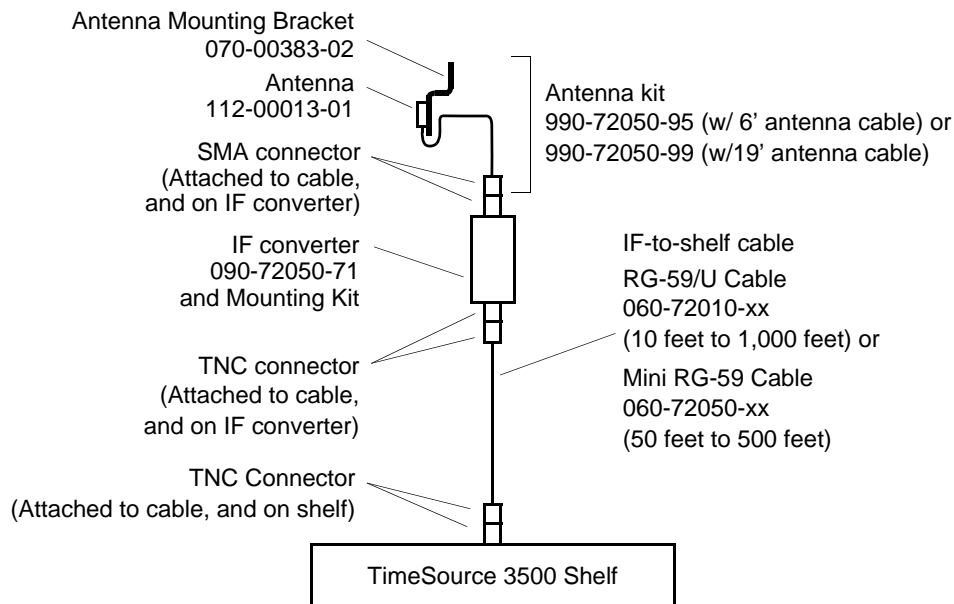 Antenna Mounting Bracket
070-00383-02
Antenna
112-00013-01
SMA connector
(Attached to cable,
and on IF converter)
IF converter
090-72050-71
and Mounting Kit
TNC connector
(Attached to cable,
and on IF converter)
TNC Connector
(Attached to cable, and on shelf)
Antenna kit
990-72050-95 (w/ 6’ antenna cable) or
990-72050-99 (w/19’ antenna cable)
IF-to-shelf cable
RG-59/U Cable
060-72010-xx
(10 feet to 1,000 feet) or
Mini RG-59 Cable
060-72050-xx
(50 feet to 500 feet)
TimeSource 3500 Shelf